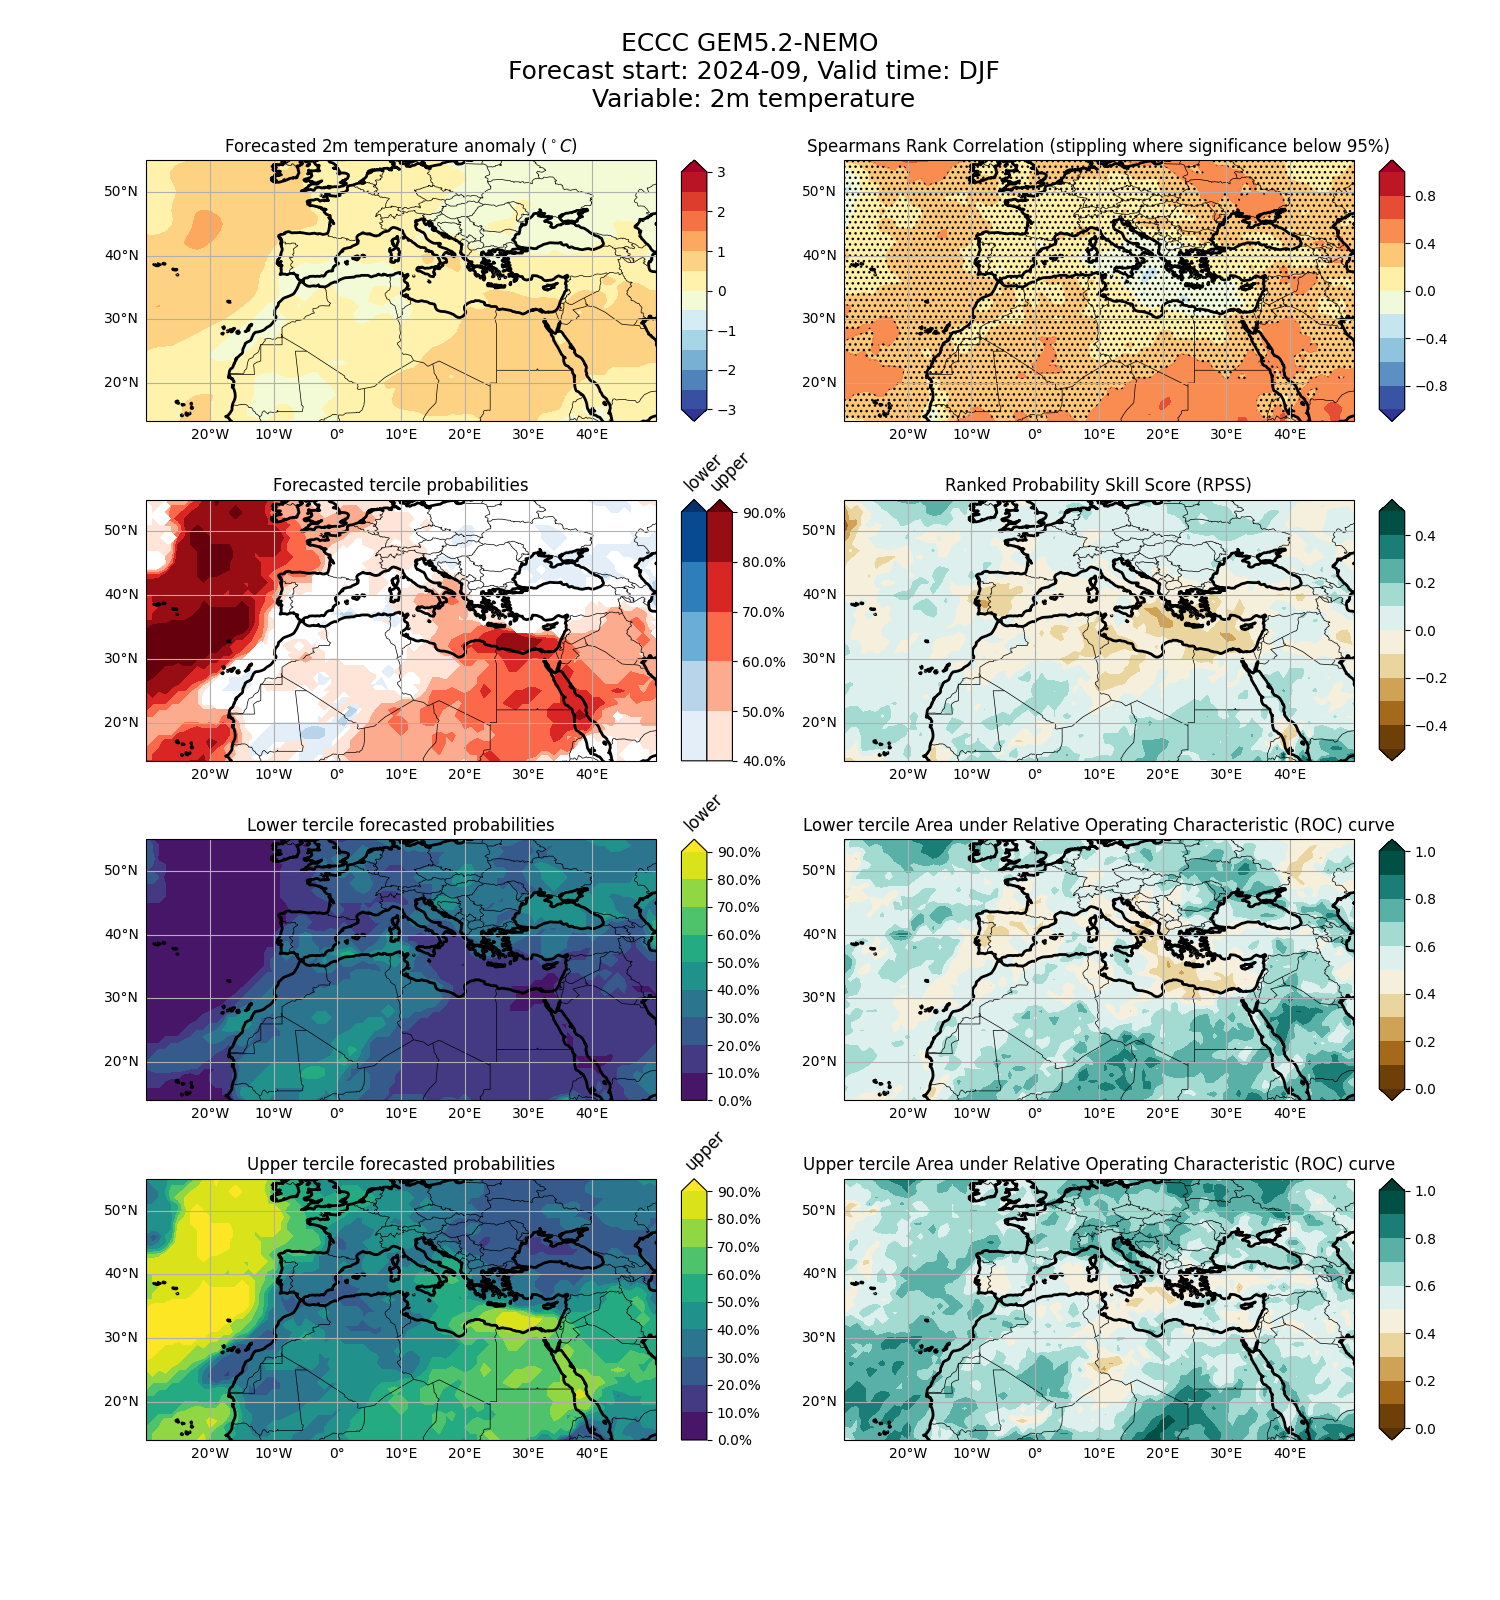 ECCC GEM5.2-NEMO
Forecast start: 2024-09, Valid time: DJF
Variable: 2m temperature
Forecasted 2m temperature anomaly (°C)
50°N
40°N
30°N
20°N
20°W 10°W 0° 10°E 20°E 30°E 40°E
3
2
1
0
−1
−2
−3
Spearmans Rank Correlation (stippling where significance below 95%)
50°N
40°N
30°N
20°N
20°W 10°W 0° 10°E 20°E 30°E 40°E
0.8
0.4
0.0
−0.4
−0.8
Forecasted tercile probabilities
50°N
40°N
30°N
20°N
20°W 10°W 0° 10°E 20°E 30°E 40°E
lower
upper
90.0%
80.0%
70.0%
60.0%
50.0%
40.0%
Ranked Probability Skill Score (RPSS)
50°N
40°N
30°N
20°N
20°W 10°W 0° 10°E 20°E 30°E 40°E
0.4
0.2
0.0
−0.2
−0.4
Lower tercile forecasted probabilities
50°N
40°N
30°N
20°N
20°W 10°W 0° 10°E 20°E 30°E 40°E
lower
90.0%
80.0%
70.0%
60.0%
50.0%
40.0%
30.0%
20.0%
10.0%
0.0%
Lower tercile Area under Relative Operating Characteristic (ROC) curve
50°N
40°N
30°N
20°N
20°W 10°W 0° 10°E 20°E 30°E 40°E
1.0
0.8
0.6
0.4
0.2
0.0
Upper tercile forecasted probabilities
50°N
40°N
30°N
20°N
20°W 10°W 0° 10°E 20°E 30°E 40°E
upper
90.0%
80.0%
70.0%
60.0%
50.0%
40.0%
30.0%
20.0%
10.0%
0.0%
Upper tercile Area under Relative Operating Characteristic (ROC) curve
50°N
40°N
30°N
20°N
20°W 10°W 0° 10°E 20°E 30°E 40°E
1.0
0.8
0.6
0.4
0.2
0.0